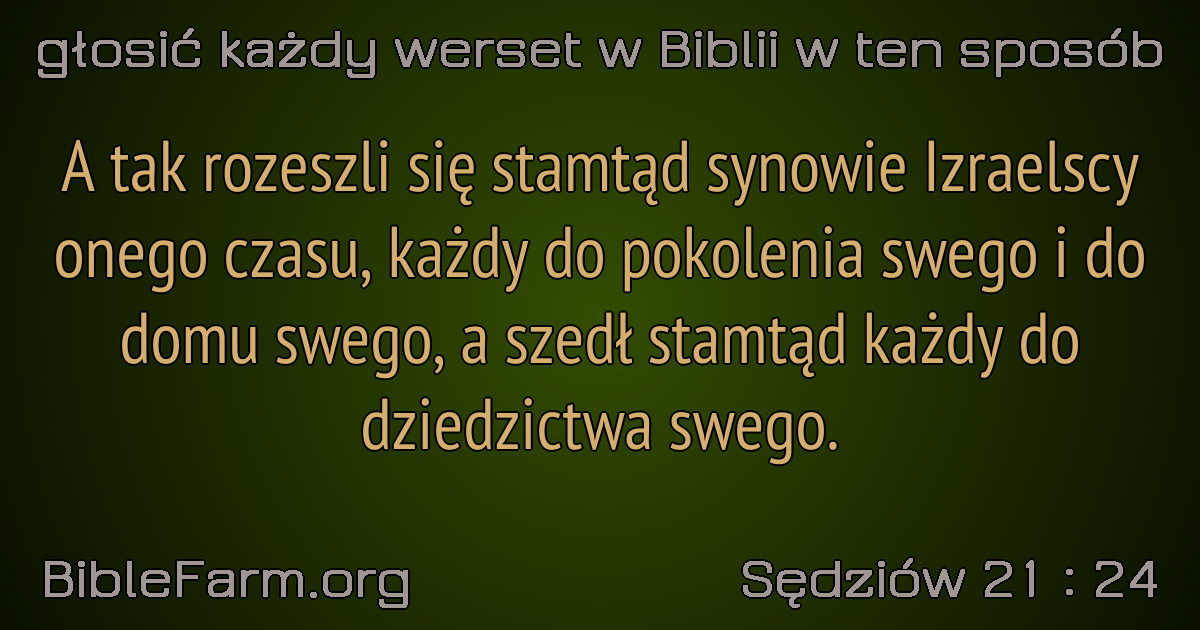 głosić każdy werset w Biblii w ten sposób
A tak rozeszli się stamtąd synowie Izraelscy
onego czasu, każdy do pokolenia swego i do
domu swego, a szedł stamtąd każdy do
dziedzictwa swego.
BibleFarm.org
Sędziów 21 : 24